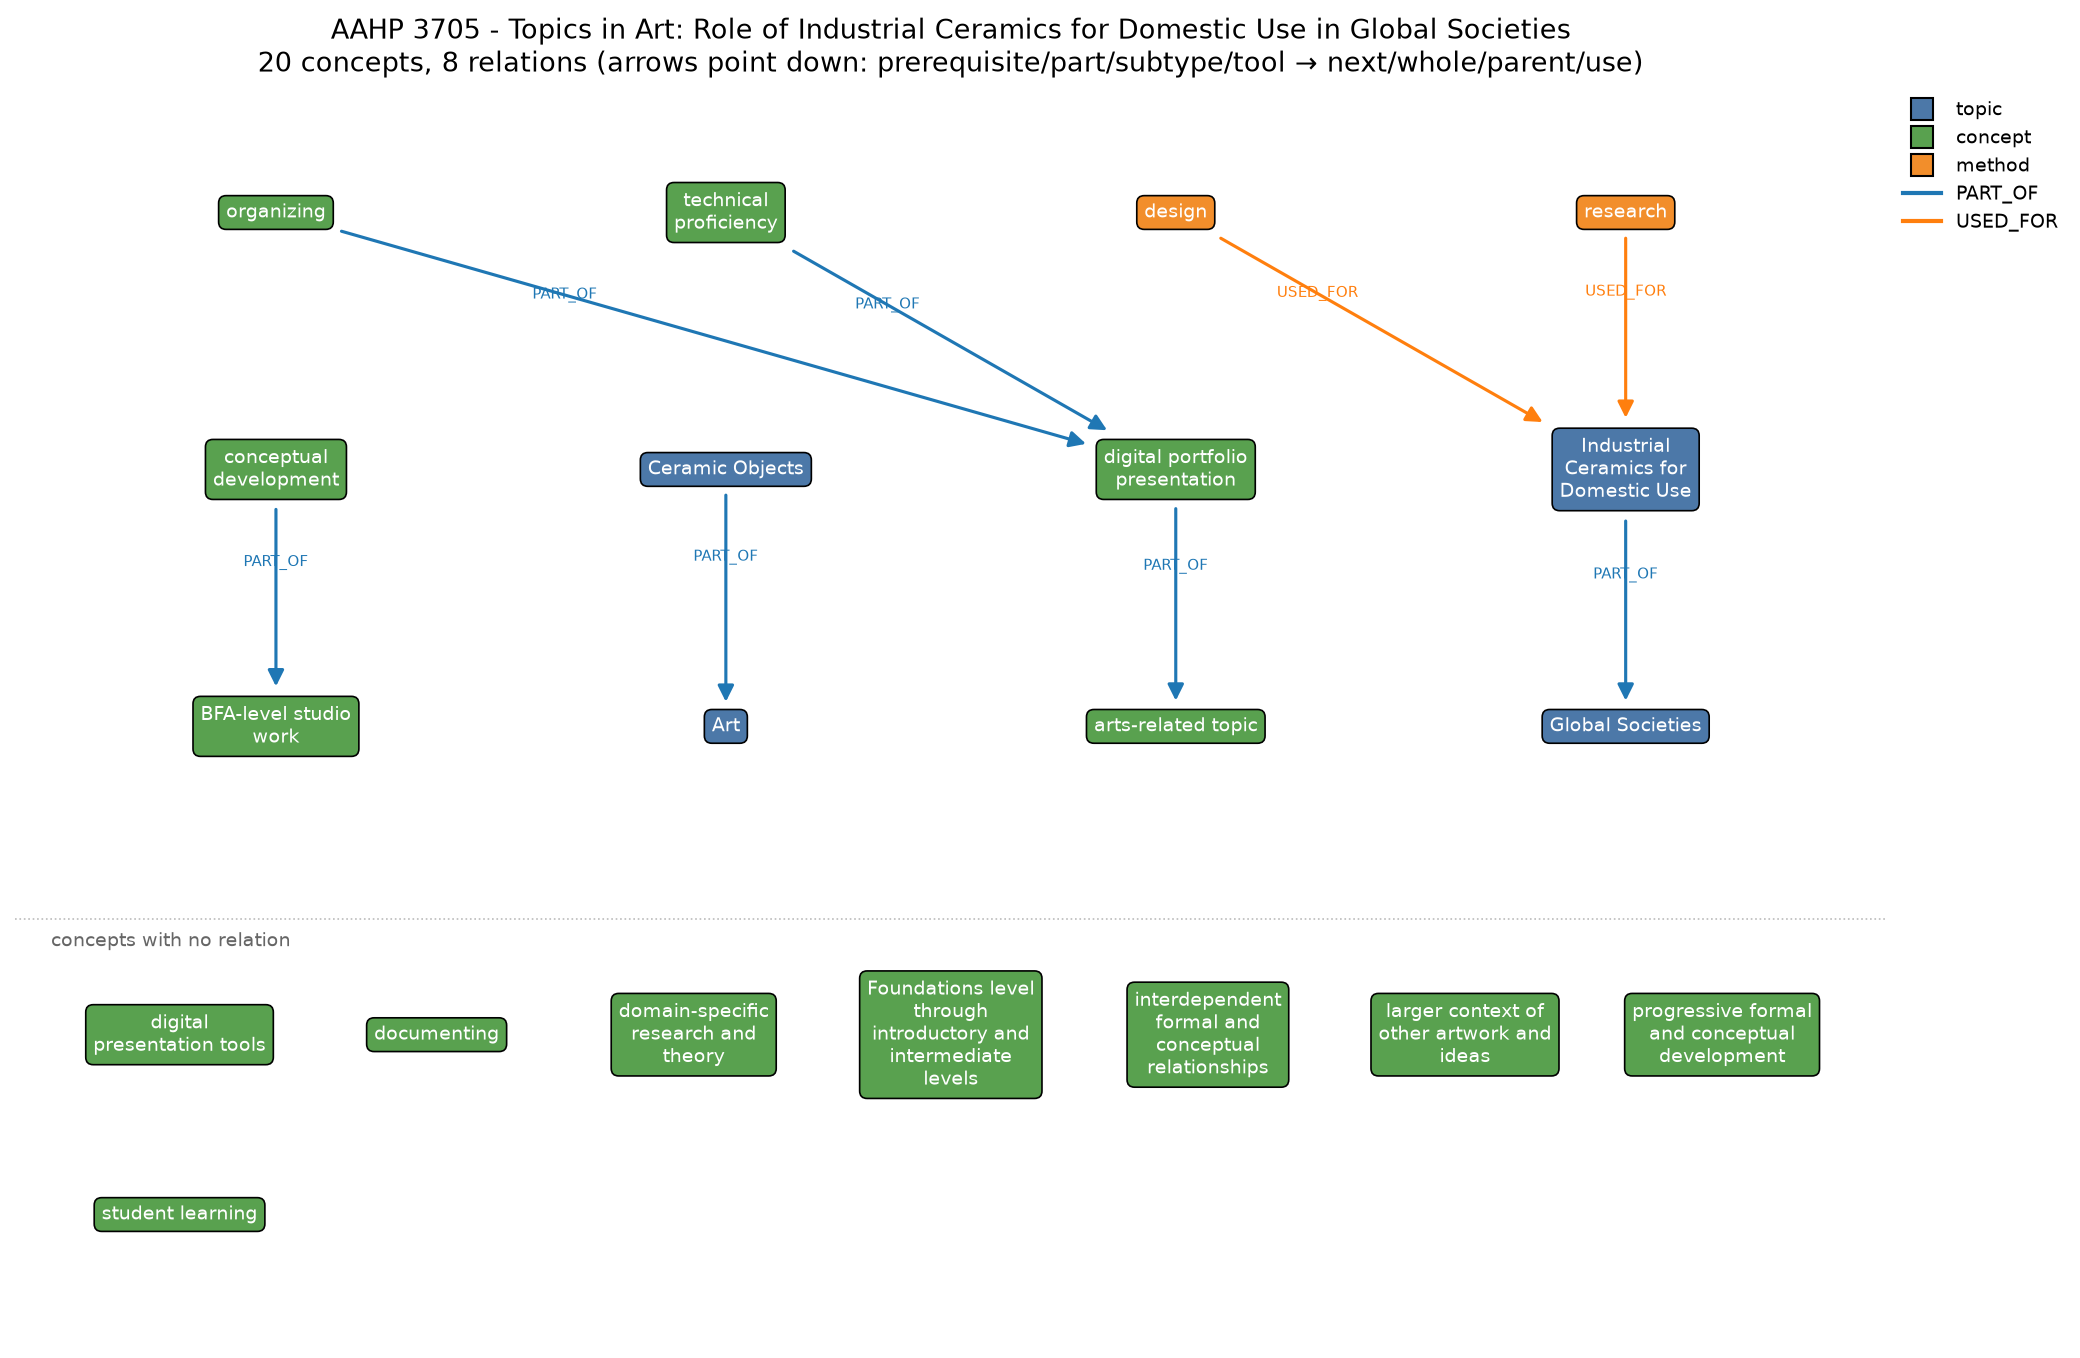 AAHP 3705 - Topics in Art: Role of Industrial Ceramics for Domestic Use in Global Societies
20 concepts, 8 relations (arrows point down: prerequisite/part/subtype/tool → next/whole/parent/use)
topic
concept
method
PART_OF
USED_FOR
organizing
technical
proficiency
design
research
PART_OF
PART_OF
USED_FOR
USED_FOR
conceptual
development
Ceramic Objects
digital portfolio
presentation
Industrial
Ceramics for
Domestic Use
PART_OF
PART_OF
PART_OF
PART_OF
BFA-level studio
work
Art
arts-related topic
Global Societies
concepts with no relation
digital
presentation tools
documenting
domain-specific
research and
theory
Foundations level
through
introductory and
intermediate
levels
interdependent
formal and
conceptual
relationships
larger context of
other artwork and
ideas
progressive formal
and conceptual
development
student learning